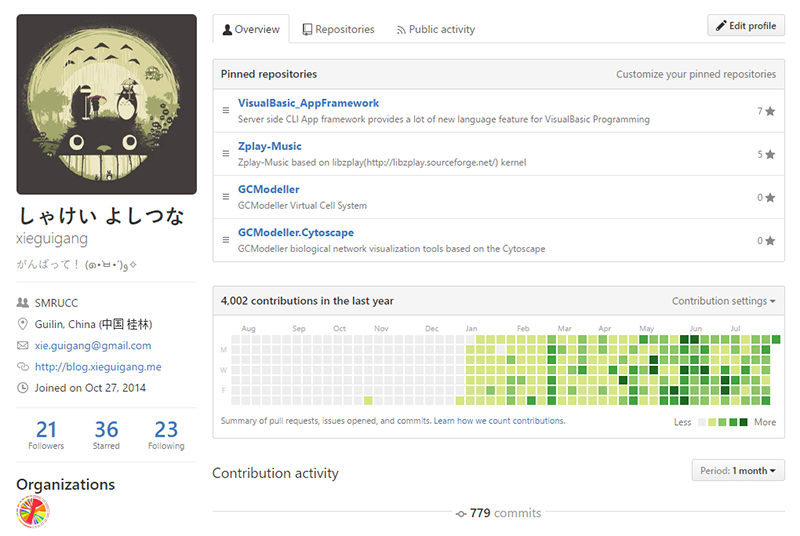 Overview Repositories Public activity Edit profile
Pinned repositories Customize your pinned repositories
VisualBasic_AppFramework
Server side CLI App framework provides a lot of new language feature for VisualBasic Programming
7
Zplay-Music
Zplay-Music based on libzplay(http://libzplay.sourceforge.net/) kernel
5
GCModeller
GCModeller Virtual Cell System
0
GCModeller.Cytoscape
GCModeller biological network visualization tools based on the Cytoscape
0
しゃけい よしつな
xieguigang
がんばって！
SMRUCC
Guilin, China (中国 桂林)
xie.guigang@gmail.com
http://blog.xieguigang.me
Joined on Oct 27, 2014
21 36 23
Followers Starred Following
Organizations
4,002 contributions in the last year Contribution settings
Aug Sep Oct Nov Dec Jan Feb Mar Apr May Jun Jul
M
W
F
Summary of pull requests, issues opened, and commits. Learn how we count contributions. Less More
Contribution activity Period: 1 month
779 commits